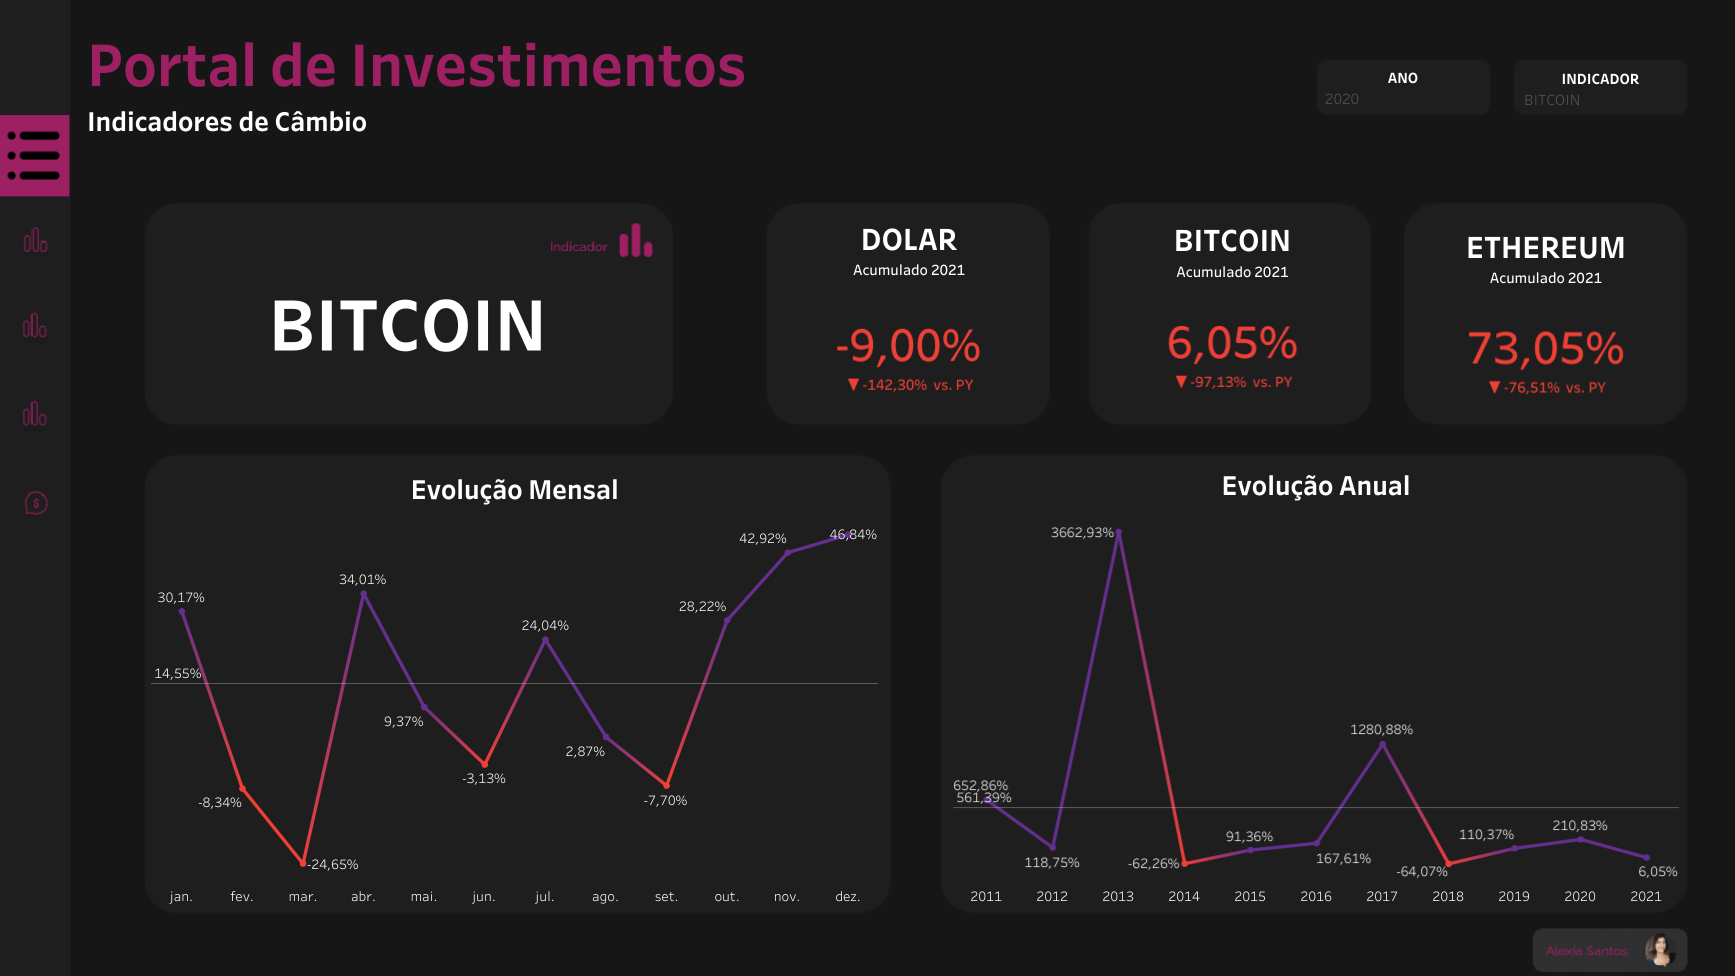 Portal de Investimentos
Indicadores de Câmbio
ANO
2020
INDICADOR
BITCOIN
Indicador
BITCOIN
DOLAR
Acumulado 2021
-9,00%
▼ -142,30% vs. PY
BITCOIN
Acumulado 2021
6,05%
▼ -97,13% vs. PY
ETHEREUM
Acumulado 2021
73,05%
▼ -76,51% vs. PY
Evolução Mensal
30,17%
14,55%
-8,34%
-24,65%
34,01%
9,37%
-3,13%
24,04%
2,87%
-7,70%
28,22%
42,92%
46,84%
jan. fev. mar. abr. mai. jun. jul. ago. set. out. nov. dez.
Evolução Anual
652,86%
561,39%
118,75%
3662,93%
-62,26%
91,36%
167,61%
1280,88%
-64,07%
110,37%
210,83%
6,05%
2011 2012 2013 2014 2015 2016 2017 2018 2019 2020 2021
$
Alexia Santos